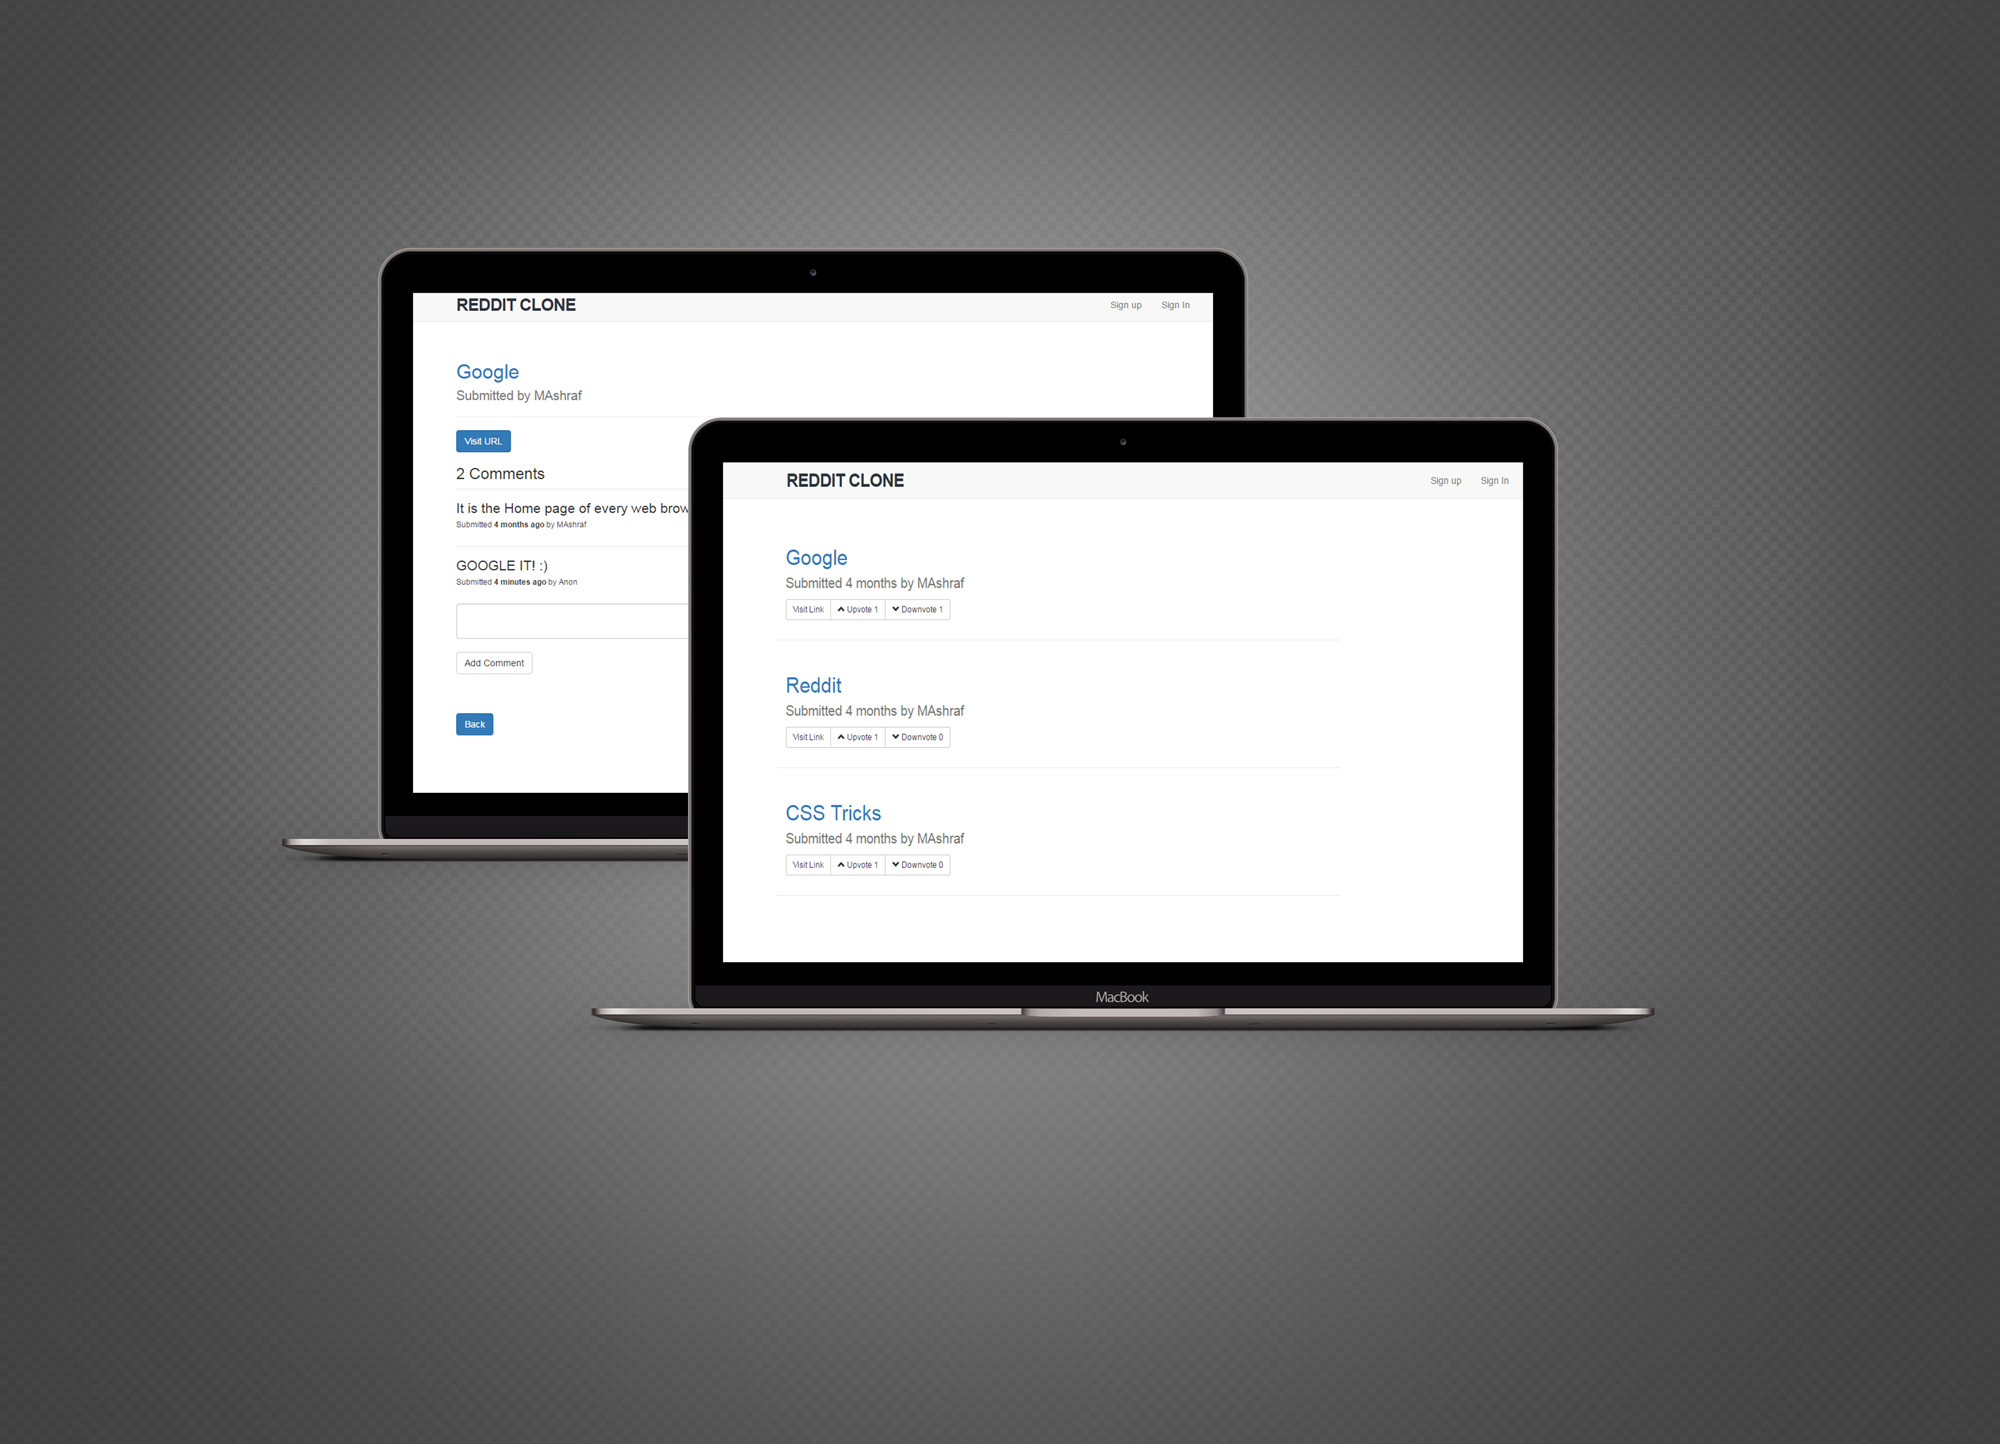 REDDIT CLONE
Sign up Sign In
Google
Submitted by MAshraf
Visit URL
2 Comments
It is the Home page of every web brow
Submitted 4 months ago by MAshraf
GOOGLE IT! :)
Submitted 4 minutes ago by Anon
Add Comment
Back
REDDIT CLONE
Sign up Sign In
Google
Submitted 4 months by MAshraf
Visit Link Upvote 1 Downvote 1
Reddit
Submitted 4 months by MAshraf
Visit Link Upvote 1 Downvote 0
CSS Tricks
Submitted 4 months by MAshraf
Visit Link Upvote 1 Downvote 0
MacBook